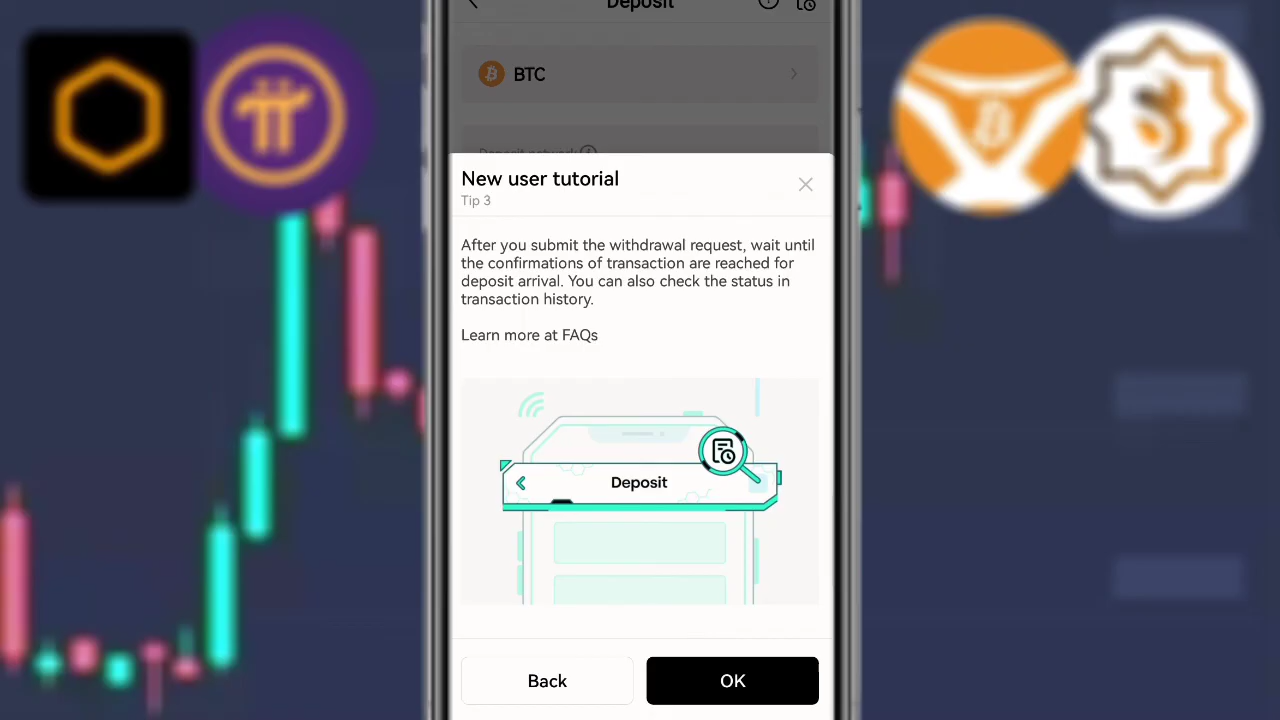 Deposit
BTC
Deposit network
New user tutorial
Tip 3
After you submit the withdrawal request, wait until
the confirmations of transaction are reached for
deposit arrival. You can also check the status in
transaction history.
Learn more at FAQs
Deposit
Back
OK